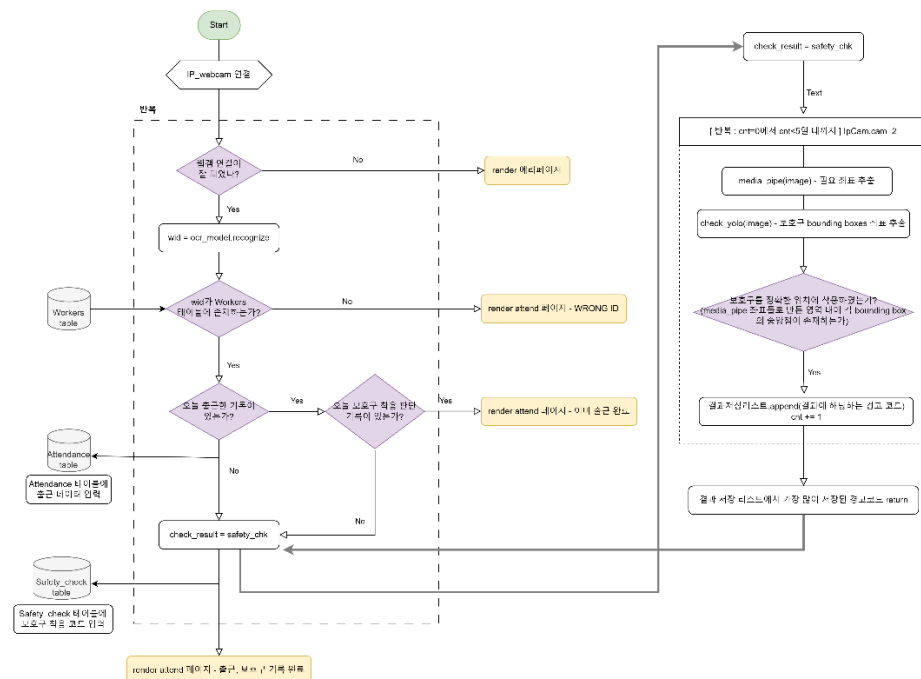 Start
IP_webcam 연결
반복
웹캠 연결이
잘 되었나?
No
render 에러페이지
Yes
wid = ocr_model.recognize
Workers
table
wid가 Workers
테이블에 존재하는가?
No
render attend 페이지 - WRONG ID
Yes
오늘 출근한 기록이
있는가?
Yes
오늘 보호구 착용 판단
기록이 있는가?
Yes
render attend 페이지 - 이미 출근 완료
Attendance
table
Attendance 테이블에
출근 데이터 입력
No
No
check_result = safety_chk
Safety_check
table
Safety_check 테이블에
보호구 착용 코드 입력
render attend 페이지 - 출근, 보호구 기록 완료
check_result = safety_chk
Text
[ 반복 : cnt=0에서 cnt<5일 때까지 ] IpCam.cam_2
media_pipe(image) - 필요 좌표 추출
check_yolo(image) - 보호구 bounding boxes 좌표 추출
보호구를 정확한 위치에 착용하였는가?
(media_pipe 좌표들로 만든 영역 내에 각 bounding box
의 중앙점이 존재하는가)
Yes
결과저장리스트.append(결과에 해당하는 경고 코드)
cnt += 1
결과 저장 리스트에서 가장 많이 저장된 경고코드 return